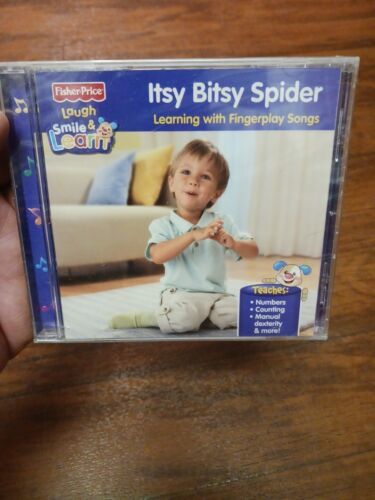 Fisher-Price
Laugh
Smile &
Learn
Itsy Bitsy Spider
Learning with Fingerplay Songs
Teaches:
• Numbers
• Counting
• Manual
dexterity
& more!